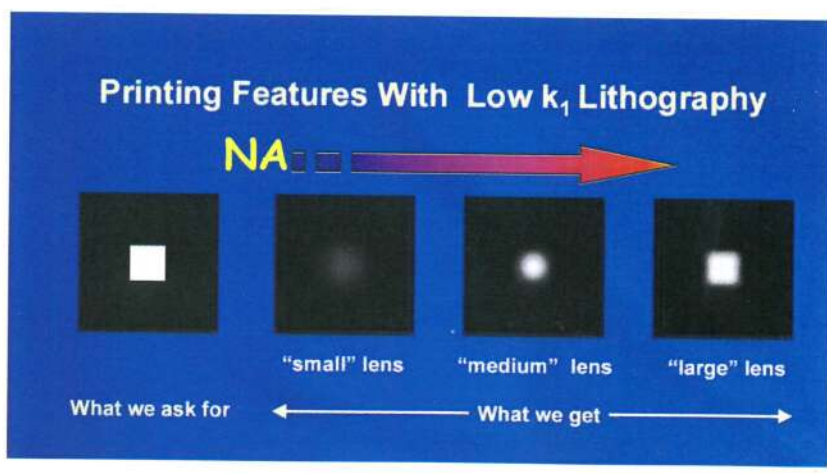 Printing Features With Low k₁ Lithography
NA
"small" lens
"medium" lens
"large" lens
What we ask for
What we get